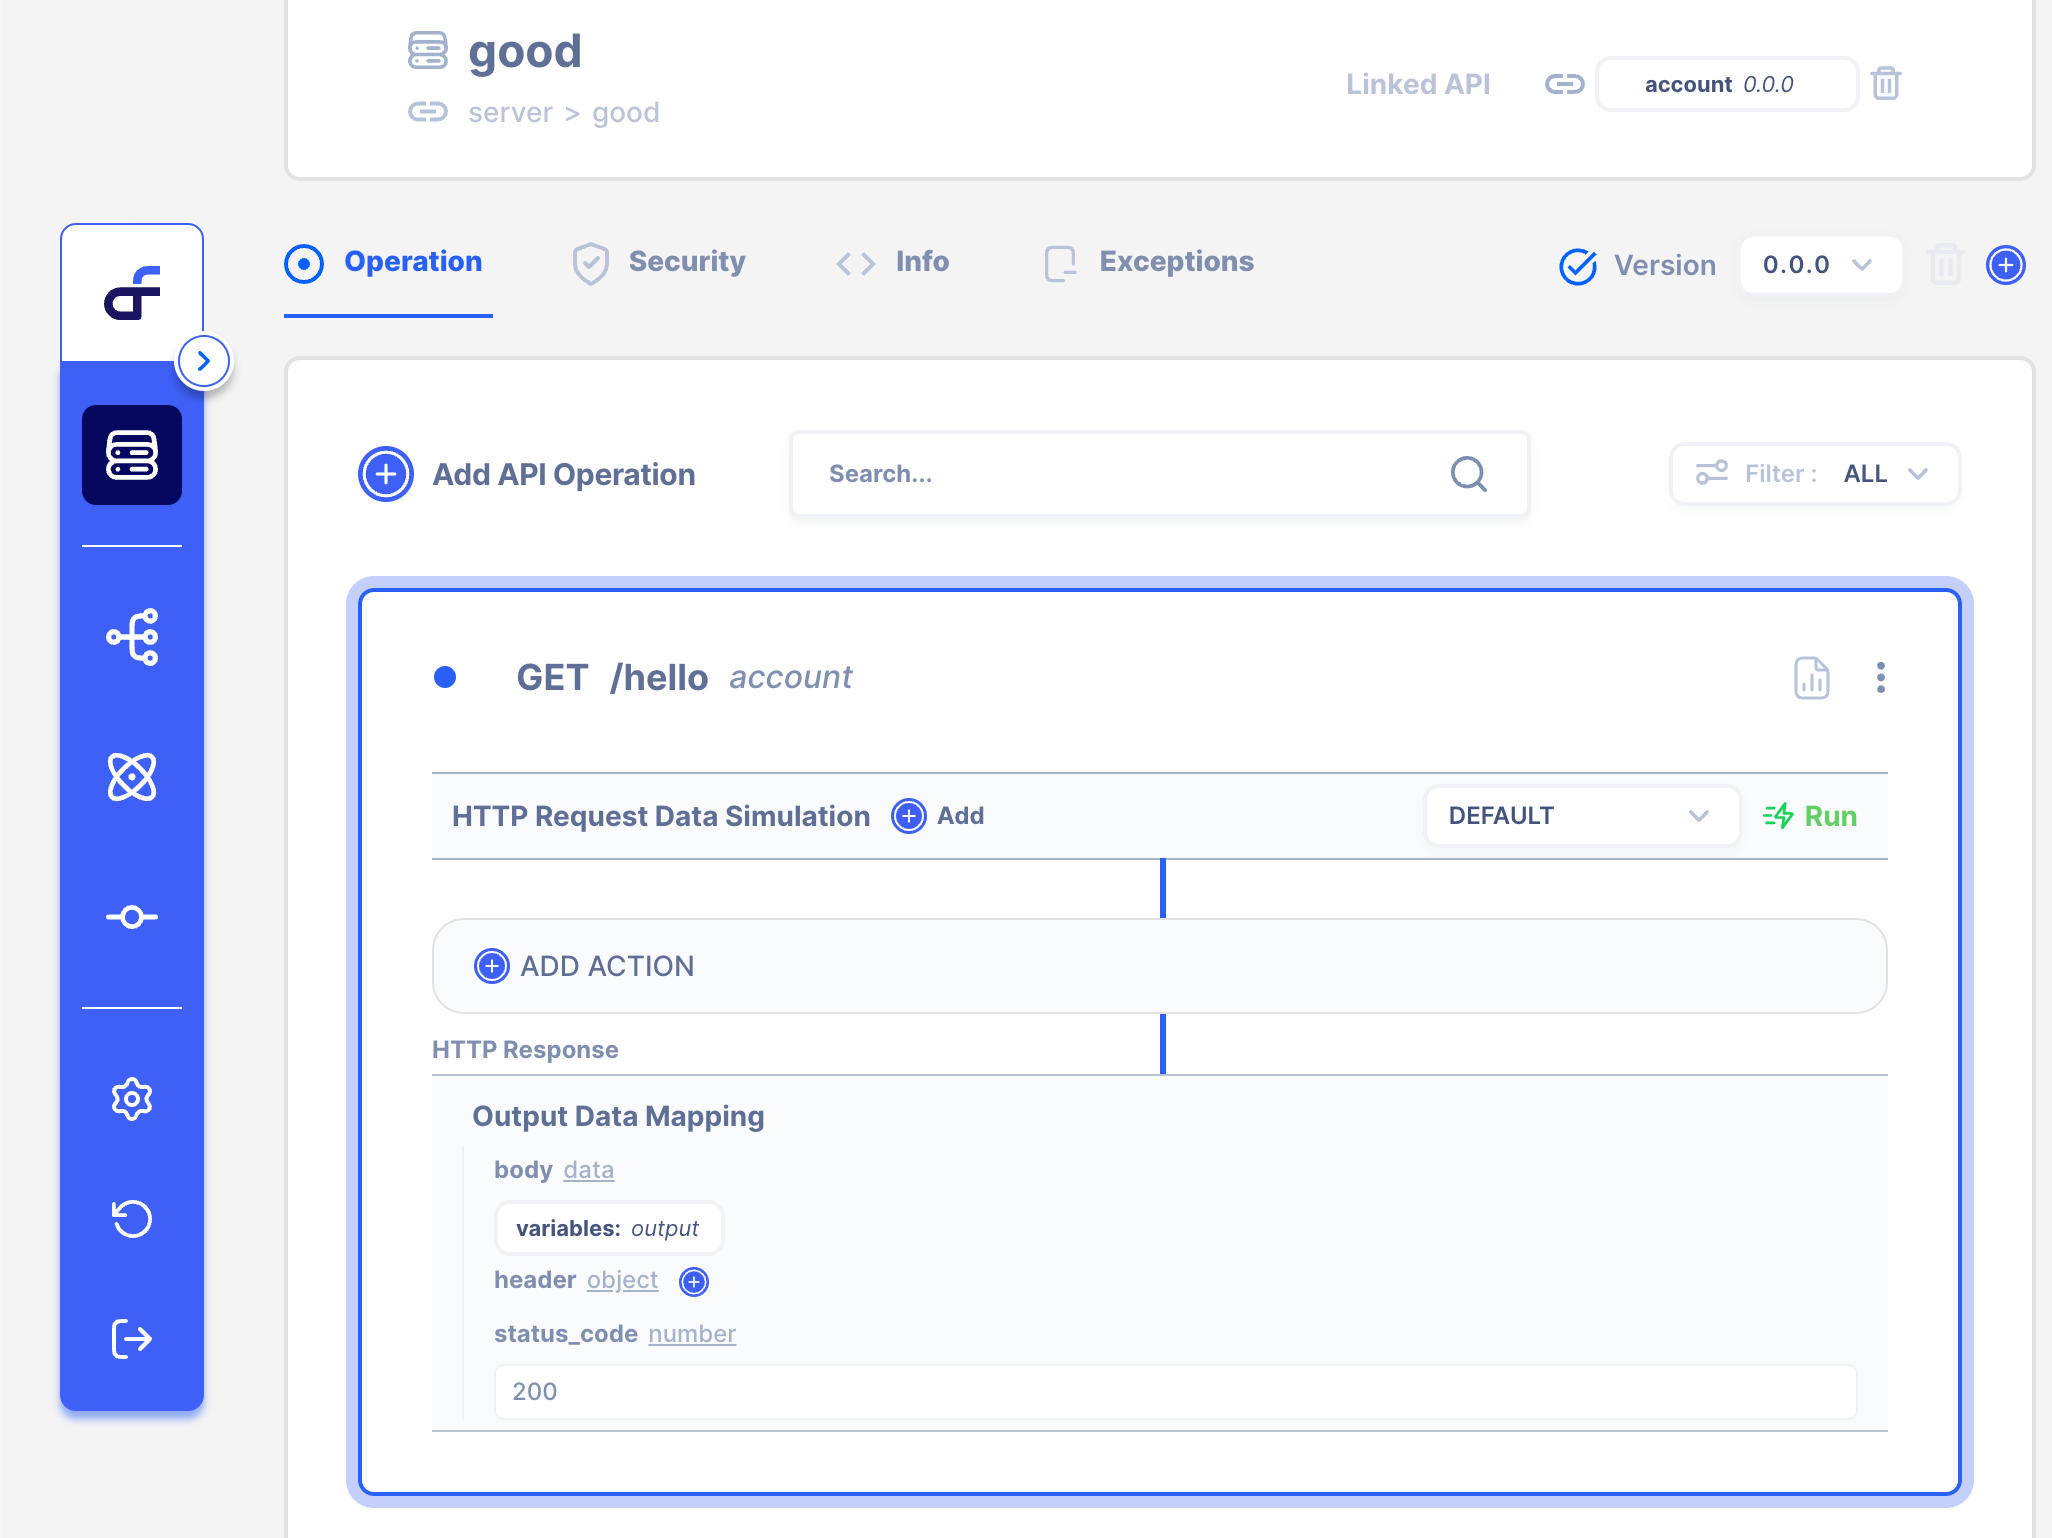 good
server > good
Linked API
account 0.0.0
Operation
Security
Info
Exceptions
Version
0.0.0
Add API Operation
Search...
Filter :
ALL
GET /hello account
HTTP Request Data Simulation
Add
DEFAULT
Run
ADD ACTION
HTTP Response
Output Data Mapping
body data
variables: output
header object
status_code number
200